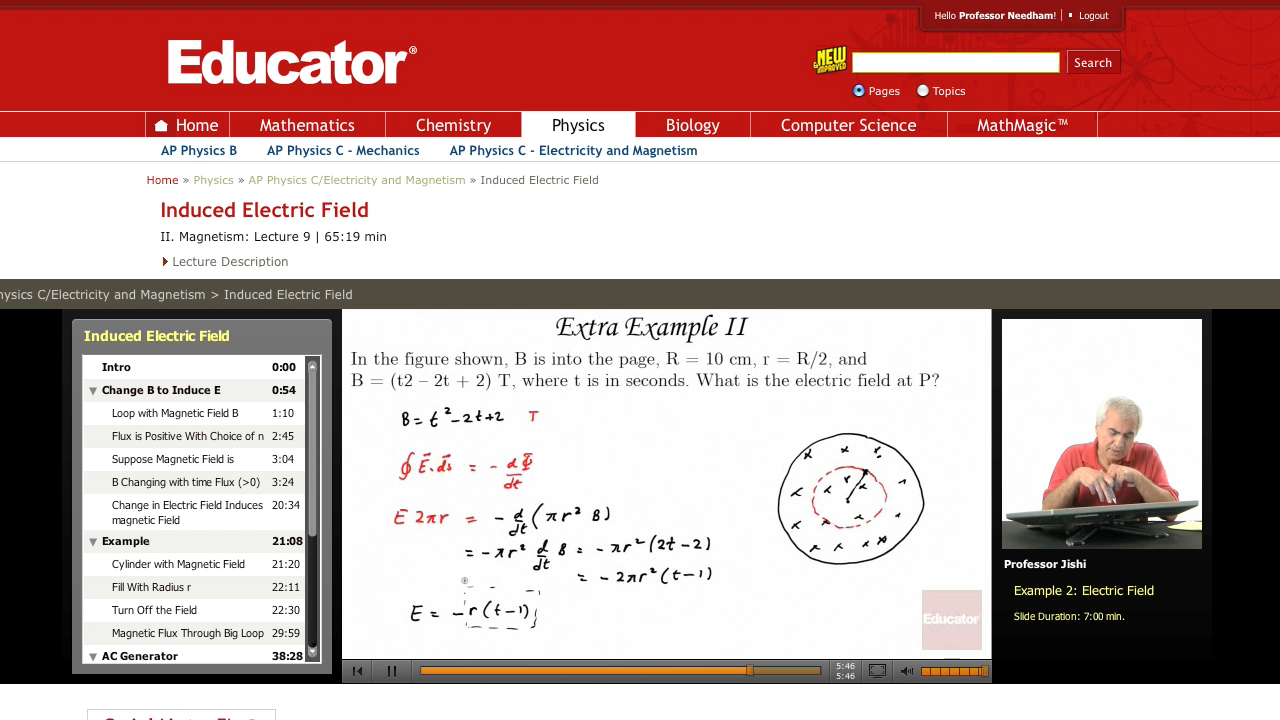 Hello Professor Needham! | Logout
Educator®
NEW & IMPROVED
Search
Pages Topics
Home Mathematics Chemistry Physics Biology Computer Science MathMagic™
AP Physics B AP Physics C - Mechanics AP Physics C - Electricity and Magnetism
Home » Physics » AP Physics C/Electricity and Magnetism » Induced Electric Field
Induced Electric Field
II. Magnetism: Lecture 9 | 65:19 min
Lecture Description
hysics C/Electricity and Magnetism > Induced Electric Field
Induced Electric Field
Intro 0:00
Change B to Induce E 0:54
Loop with Magnetic Field B 1:10
Flux is Positive With Choice of n 2:45
Suppose Magnetic Field is 3:04
B Changing with time Flux (>0) 3:24
Change in Electric Field Induces 20:34
magnetic Field
Example 21:08
Cylinder with Magnetic Field 21:20
Fill With Radius r 22:11
Turn Off the Field 22:30
Magnetic Flux Through Big Loop 29:59
AC Generator 38:28
Extra Example II
In the figure shown, B is into the page, R = 10 cm, r = R/2, and
B = (t2 – 2t + 2) T, where t is in seconds. What is the electric field at P?
B = t² - 2t + 2 T
∮ E⃗ · ds⃗ = - dΦ/dt
E 2πr = - d/dt (πr² B)
= - πr² d/dt B = - πr² (2t - 2)
= - 2πr² (t - 1)
E = - r (t - 1)
r
Educator
5:46
5:46
Professor Jishi
Example 2: Electric Field
Slide Duration: 7:00 min.